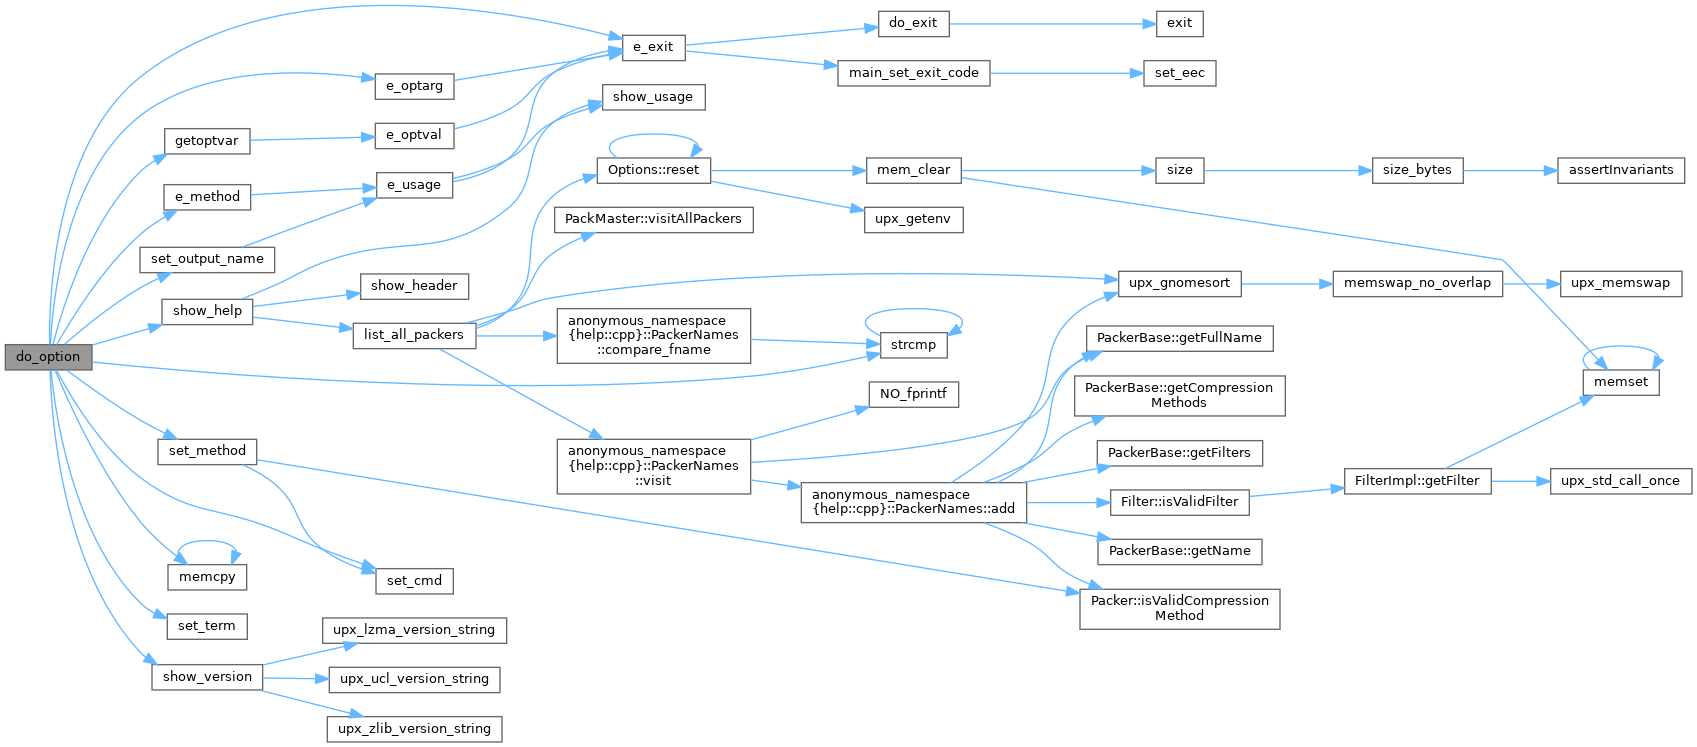 do_option
e_exit
do_exit
exit
main_set_exit_code
set_eec
e_optarg
show_usage
getoptvar
e_optval
e_method
e_usage
Options::reset
mem_clear
size
size_bytes
assertInvariants
upx_getenv
PackMaster::visitAllPackers
set_output_name
show_help
show_header
list_all_packers
upx_gnomesort
memswap_no_overlap
upx_memswap
anonymous_namespace
{help::cpp}::PackerNames
::compare_fname
strcmp
PackerBase::getFullName
memset
NO_fprintf
PackerBase::getCompression
Methods
set_method
anonymous_namespace
{help::cpp}::PackerNames
::visit
PackerBase::getFilters
anonymous_namespace
{help::cpp}::PackerNames::add
Filter::isValidFilter
FilterImpl::getFilter
upx_std_call_once
PackerBase::getName
memcpy
set_cmd
Packer::isValidCompression
Method
set_term
show_version
upx_lzma_version_string
upx_ucl_version_string
upx_zlib_version_string